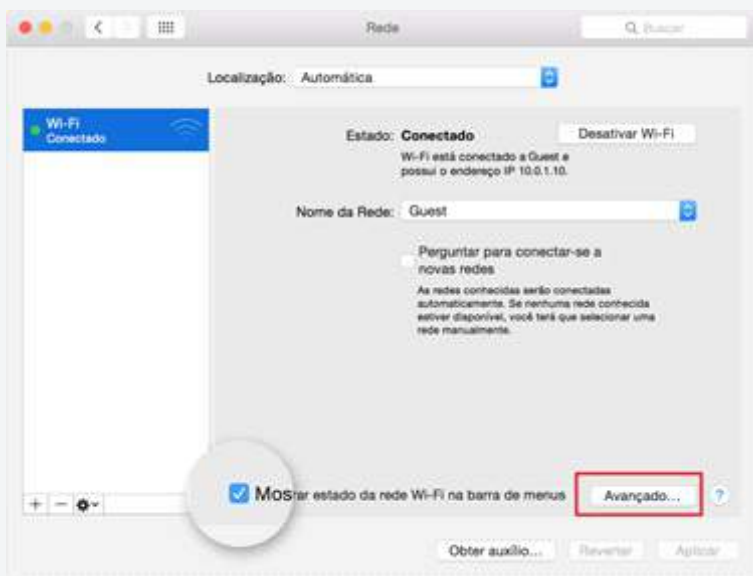 Rede
Buscar
Localização: Automática
Wi-Fi
Conectado
Estado: Conectado
Desativar Wi-Fi
Wi-Fi está conectado a Guest e
possui o endereço IP 10.0.1.10.
Nome da Rede: Guest
Perguntar para conectar-se a
novas redes
As redes conhecidas serão conectadas
automaticamente. Se nenhuma rede conhecida
estiver disponível, você terá que selecionar uma
rede manualmente.
Mosrar estado da rede Wi-Fi na barra de menus
Avançado...
?
Obter auxílio...
Reverter
Aplicar